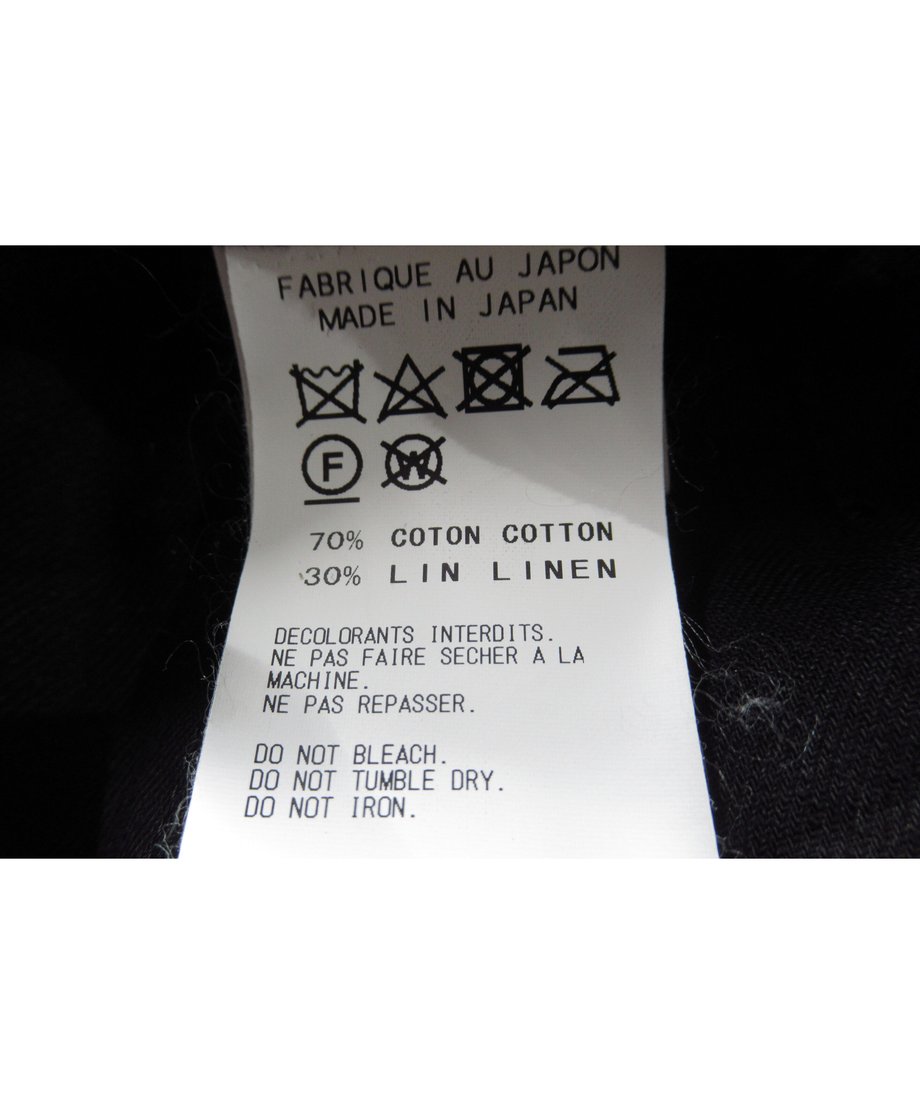 FABRIQUE AU JAPON
MADE IN JAPAN
F W
70% COTON COTTON
30% LIN LINEN
DECOLORANTS INTERDITS.
NE PAS FAIRE SECHER A LA
MACHINE.
NE PAS REPASSER.
DO NOT BLEACH.
DO NOT TUMBLE DRY.
DO NOT IRON.